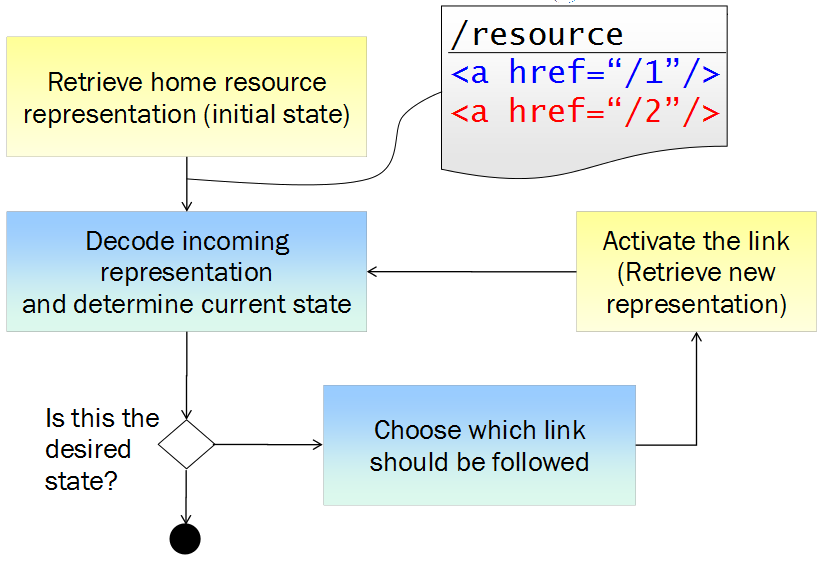 /resource
<a href=“/1”/>
<a href=“/2”/>
Retrieve home resource
representation (initial state)
Decode incoming
representation
and determine current state
Activate the link
(Retrieve new
representation)
Is this the
desired
state?
Choose which link
should be followed